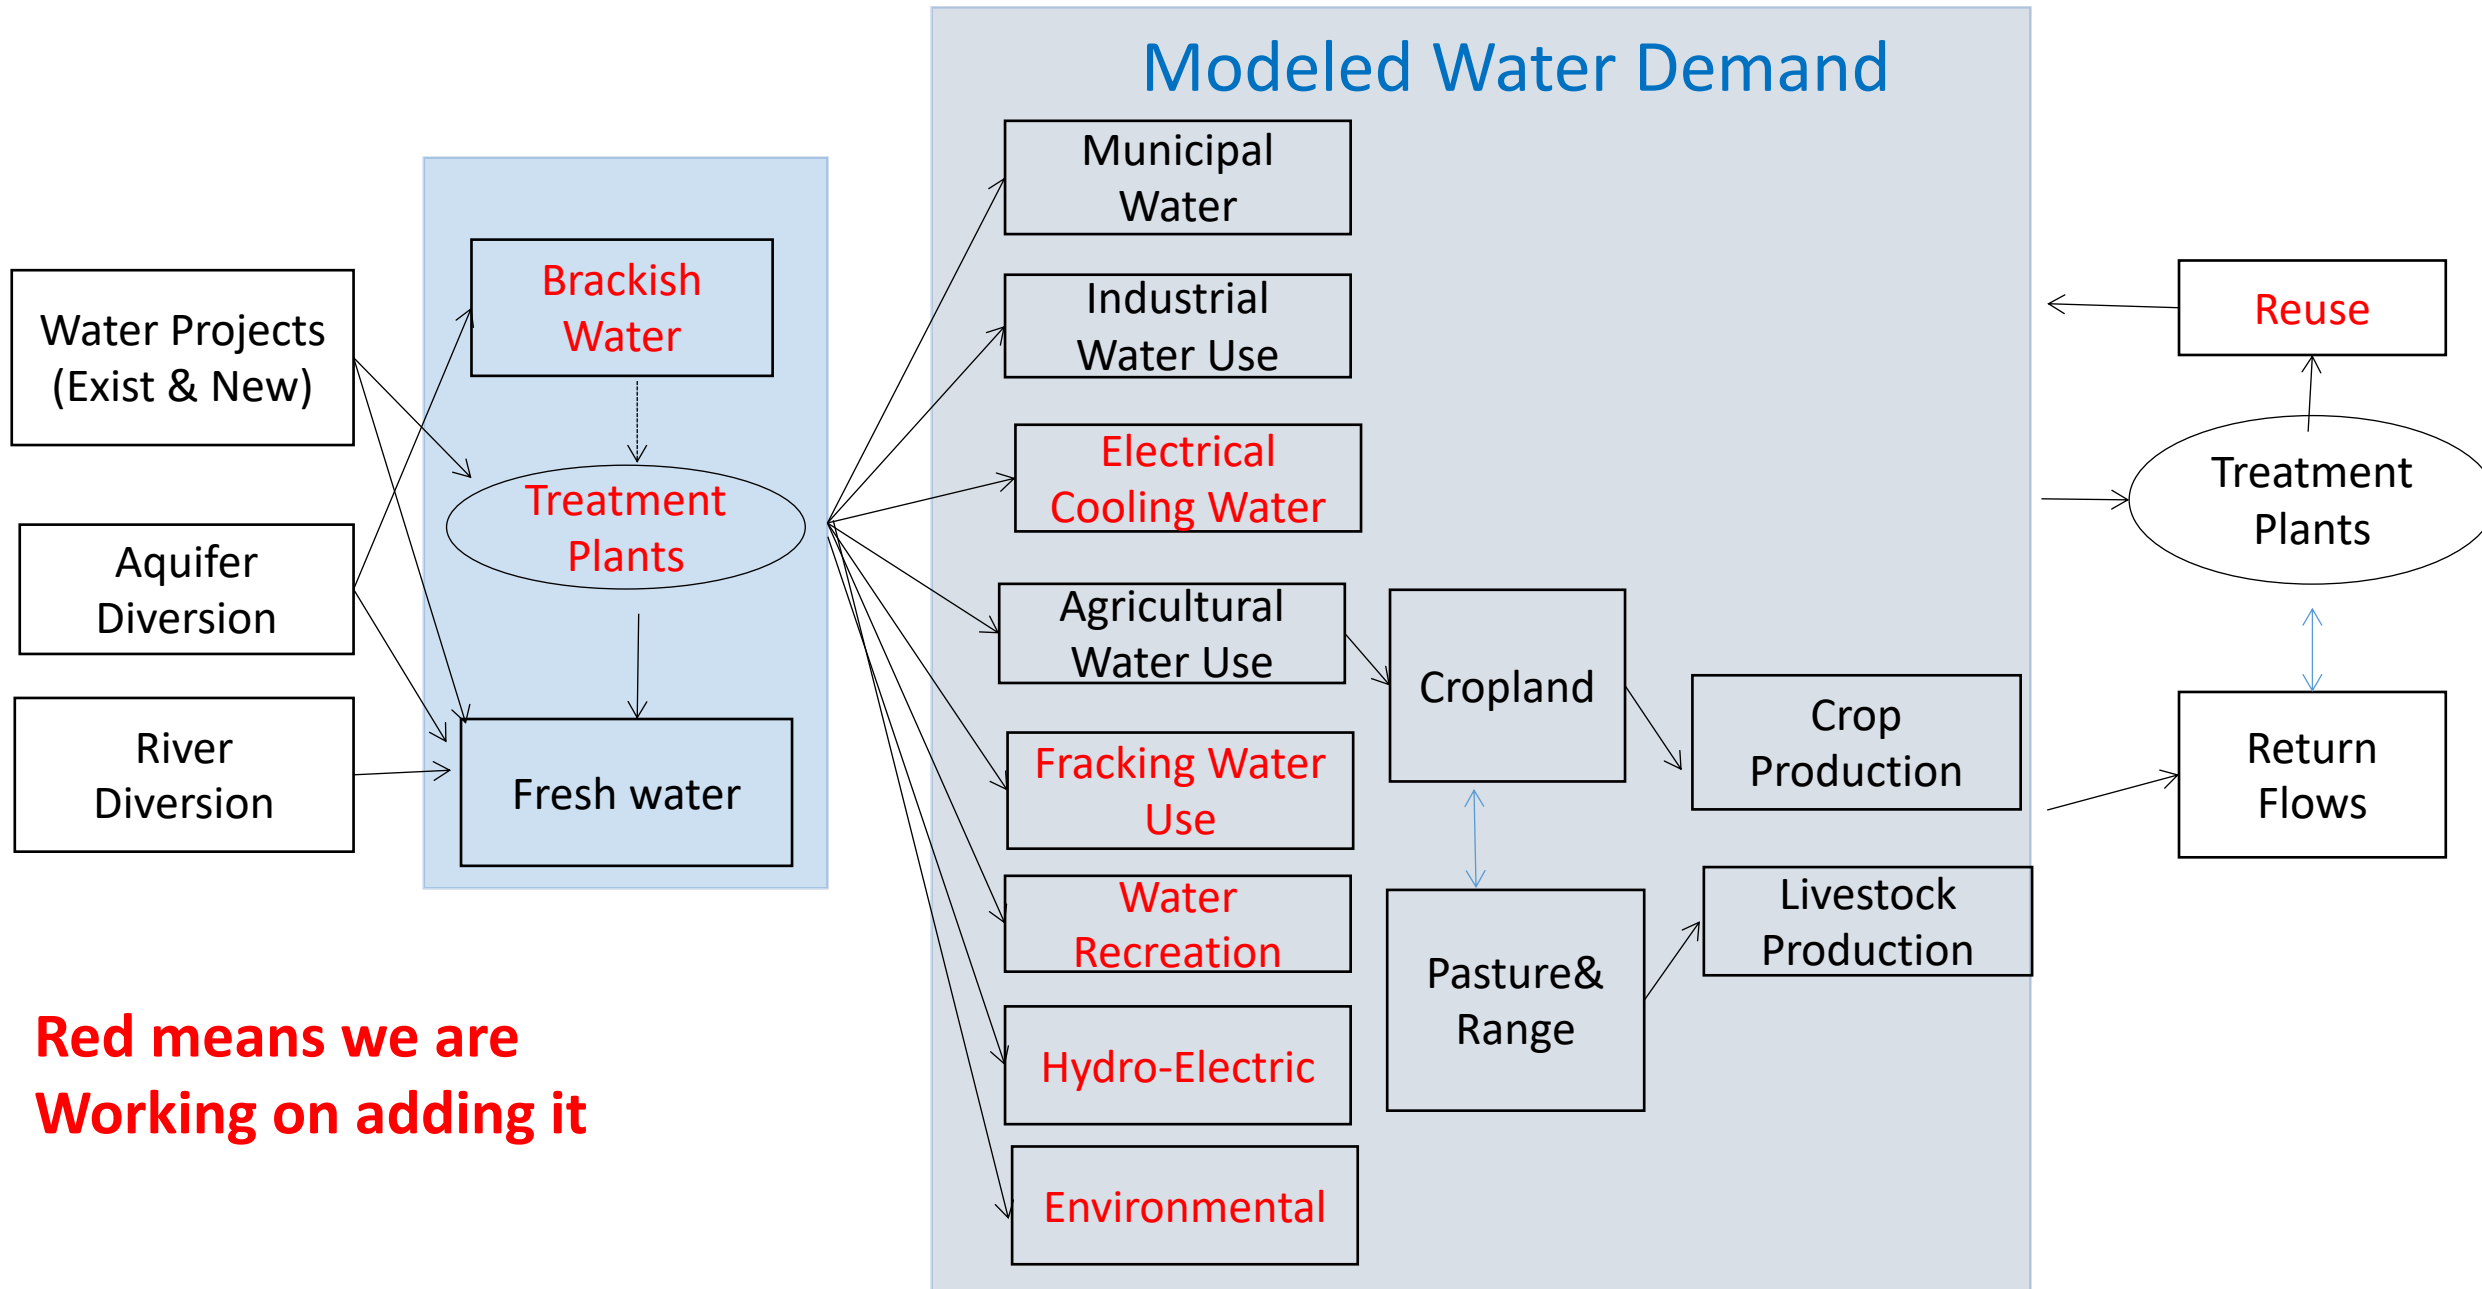 Modeled Water Demand
Water Projects
(Exist & New)
Aquifer
Diversion
River
Diversion
Brackish
Water
Treatment
Plants
Fresh water
Municipal
Water
Industrial
Water Use
Electrical
Cooling Water
Agricultural
Water Use
Fracking Water
Use
Water
Recreation
Hydro-Electric
Environmental
Cropland
Pasture&
Range
Crop
Production
Livestock
Production
Reuse
Treatment
Plants
Return
Flows
Red means we are
Working on adding it